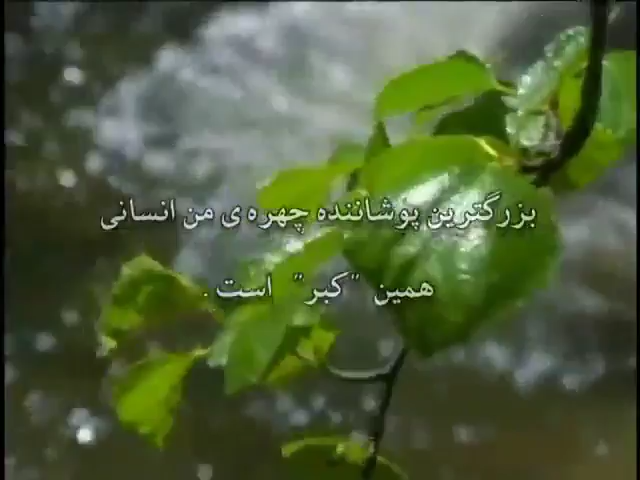 بزرگترین پوشاننده چهره ی من انسانی
همین "کبر" است .